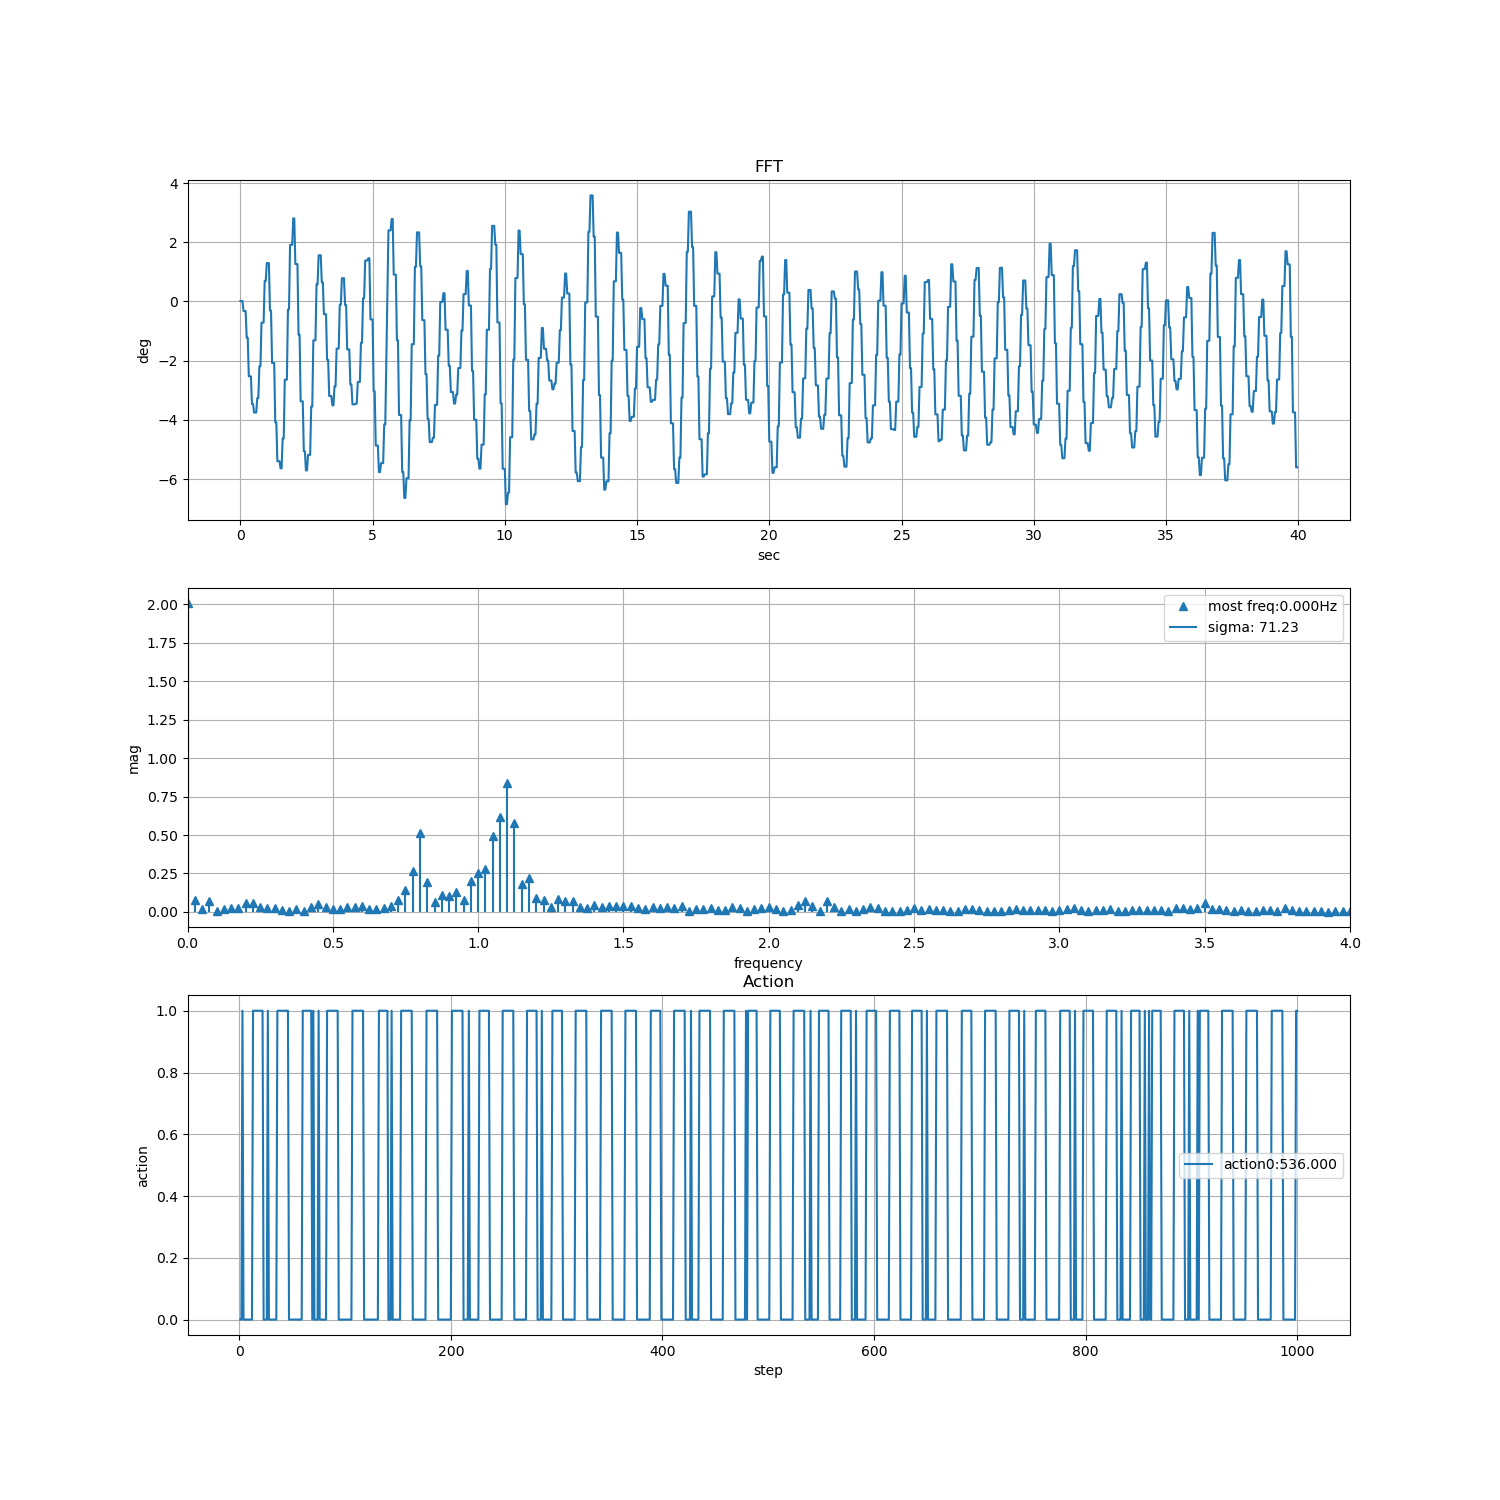 FFT
4
2
0
−2
−4
−6
deg
0 5 10 15 20 25 30 35 40
sec
2.00
1.75
1.50
1.25
1.00
0.75
0.50
0.25
0.00
mag
most freq:0.000Hz
sigma: 71.23
0.0 0.5 1.0 1.5 2.0 2.5 3.0 3.5 4.0
frequency
Action
1.0
0.8
0.6
0.4
0.2
0.0
action
action0:536.000
0 200 400 600 800 1000
step